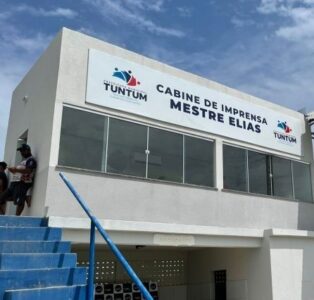 TUNTUM
CABINE DE IMPRENSA
MESTRE ELIAS
TUNTUM